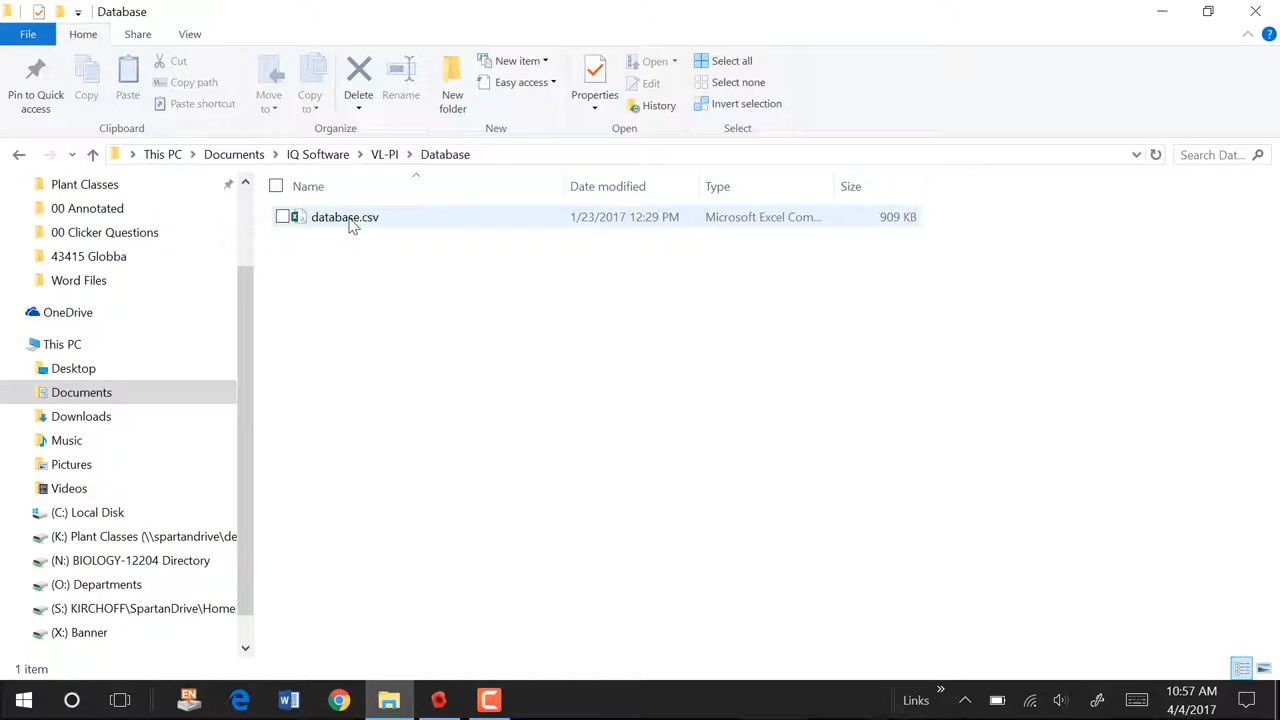 Database
File Home Share View
Pin to Quick access
Copy
Paste
Cut
Copy path
Paste shortcut
Clipboard
Move to
Copy to
Delete
Rename
Organize
New folder
New item
Easy access
New
Properties
Open
Edit
History
Open
Select all
Select none
Invert selection
Select
This PC > Documents > IQ Software > VL-PI > Database
Search Dat...
Name Date modified Type Size
database.csv 1/23/2017 12:29 PM Microsoft Excel Com... 909 KB
Plant Classes
00 Annotated
00 Clicker Questions
43415 Globba
Word Files
OneDrive
This PC
Desktop
Documents
Downloads
Music
Pictures
Videos
(C:) Local Disk
(K:) Plant Classes (\\spartandrive\de
(N:) BIOLOGY-12204 Directory
(O:) Departments
(S:) KIRCHOFF\SpartanDrive\Home
(X:) Banner
1 item
EN
Links
10:57 AM
4/4/2017